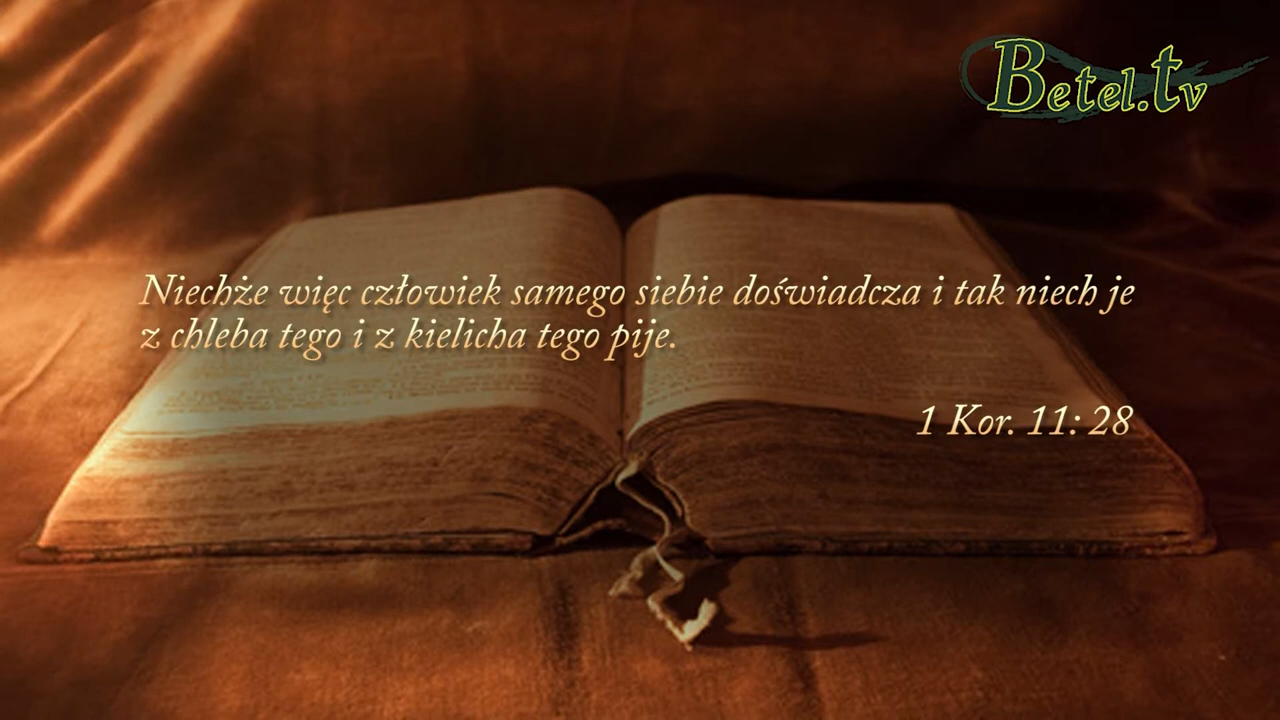 Betel.tv
Niechże więc człowiek samego siebie doświadcza i tak niech je
z chleba tego i z kielicha tego pije.
1 Kor. 11: 28